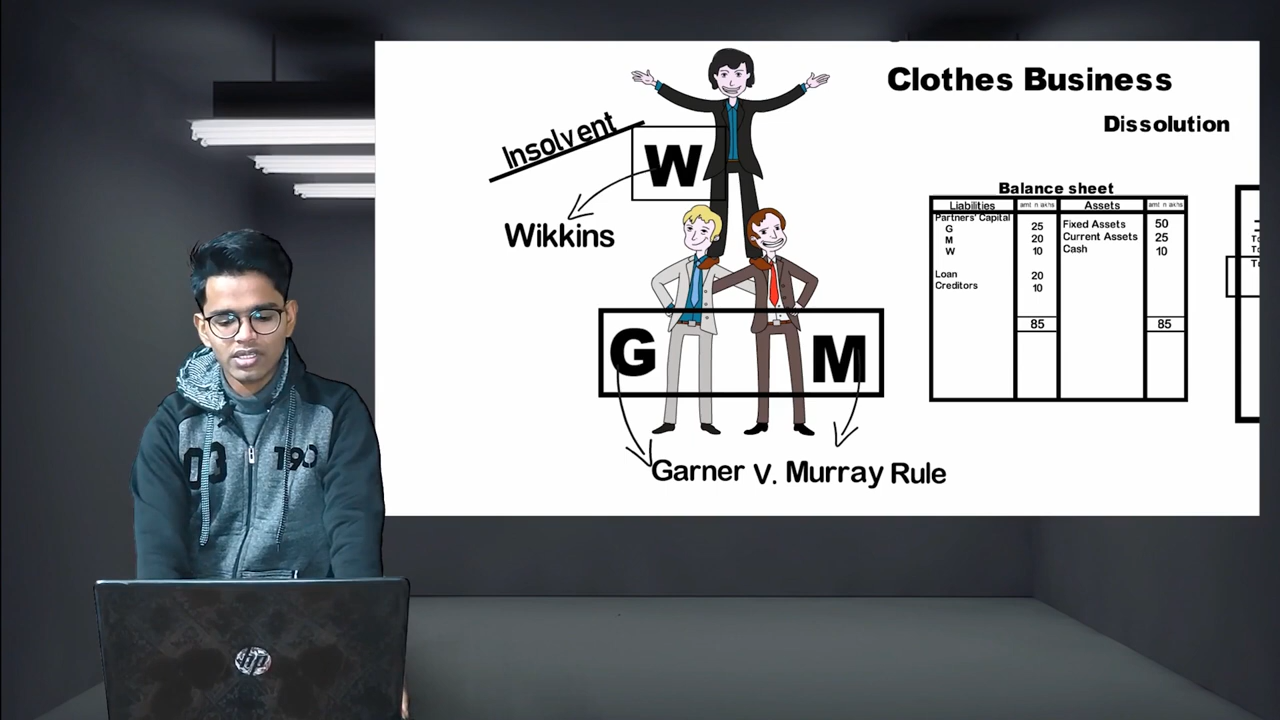 Clothes Business
Dissolution
Insolvent
W
Wikkins
G
M
Garner V. Murray Rule
Balance sheet
Liabilities Assets
Partners' Capital
G 25 Fixed Assets 50
M 20 Current Assets 25
W 10 Cash 10
Loan 20
Creditors 10
85 85
03
hp